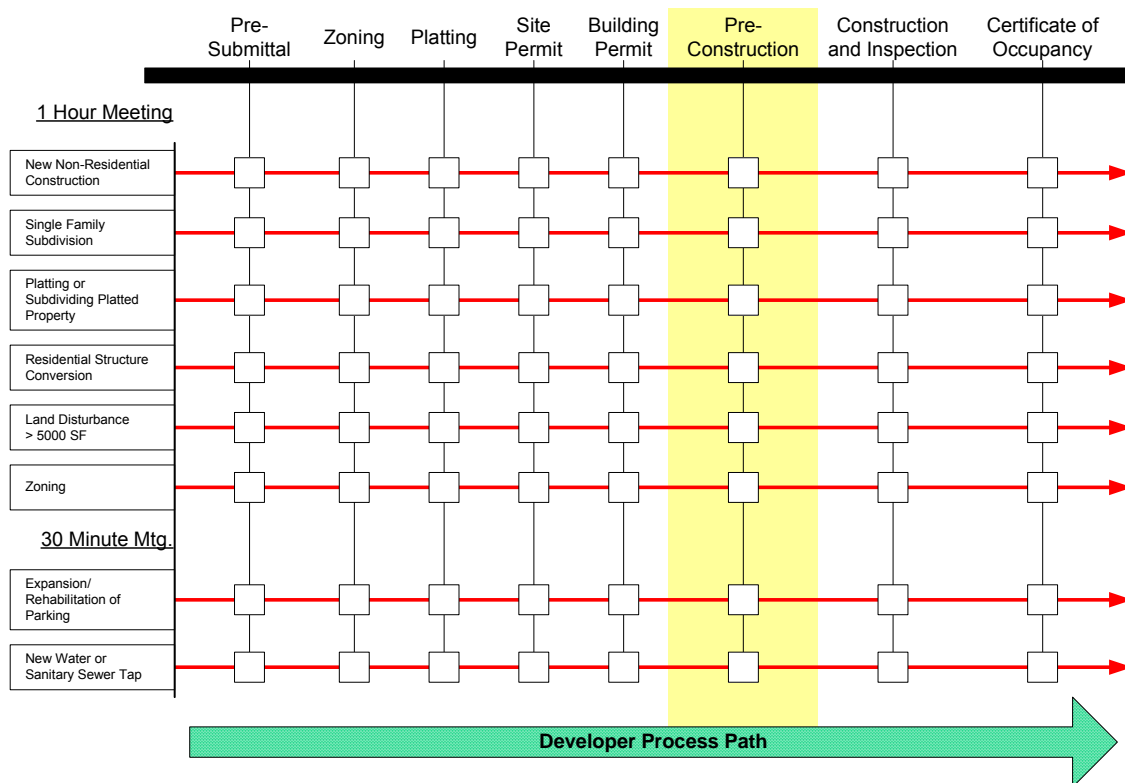 Pre-
Submittal
Zoning
Platting
Site
Permit
Building
Permit
Pre-
Construction
Construction
and Inspection
Certificate of
Occupancy
1 Hour Meeting
New Non-Residential
Construction
Single Family
Subdivision
Platting or
Subdividing Platted
Property
Residential Structure
Conversion
Land Disturbance
> 5000 SF
Zoning
30 Minute Mtg.
Expansion/
Rehabilitation of
Parking
New Water or
Sanitary Sewer Tap
Developer Process Path